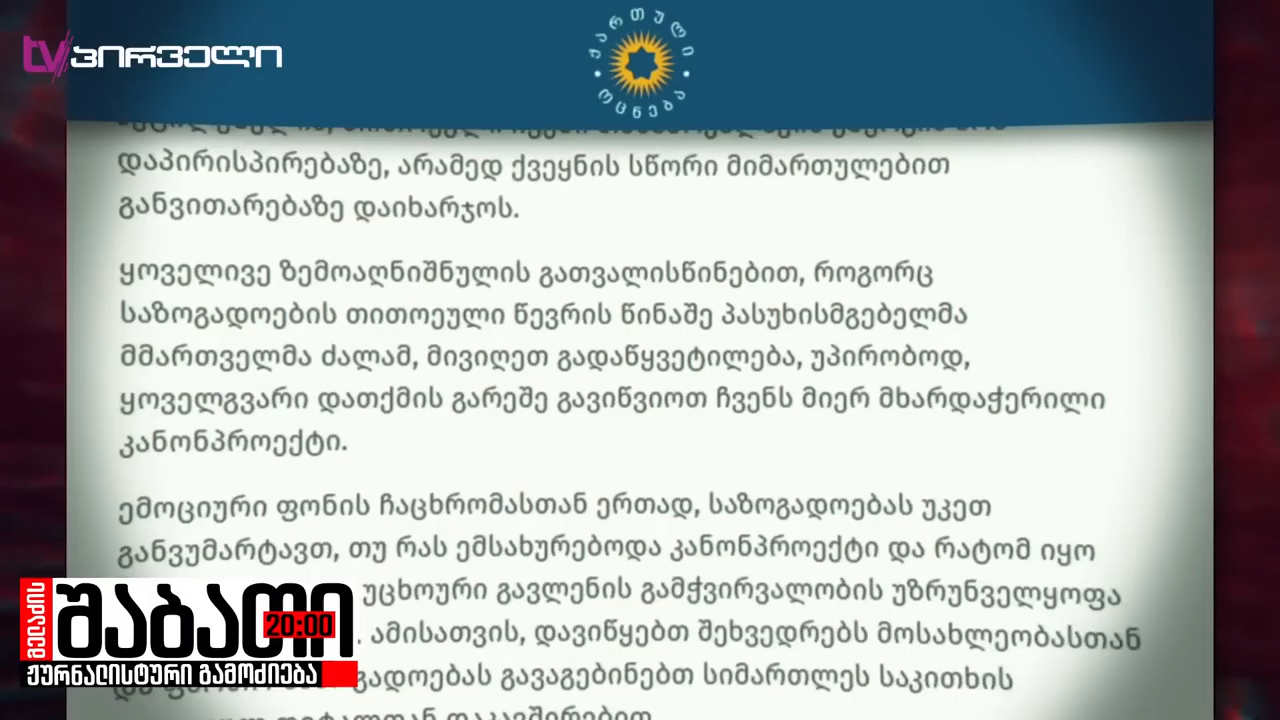 tv პირველი
ქართული ოცნება
დაპირისპირებაზე, არამედ ქვეყნის სწორი მიმართულებით
განვითარებაზე დაიხარჯოს.
ყოველივე ზემოაღნიშნულის გათვალისწინებით, როგორც
საზოგადოების თითოეული წევრის წინაშე პასუხისმგებელმა
მმართველმა ძალამ, მივიღეთ გადაწყვეტილება, უპირობოდ,
ყოველგვარი დათქმის გარეშე გავიწვიოთ ჩვენს მიერ მხარდაჭერილი
კანონპროექტი.
ემოციური ფონის ჩაცხრომასთან ერთად, საზოგადოებას უკეთ
განვუმარტავთ, თუ რას ემსახურებოდა კანონპროექტი და რატომ იყო
უცხოური გავლენის გამჭვირვალობის უზრუნველყოფა
. ამისათვის, დავიწყებთ შეხვედრებს მოსახლეობასთან
გავაგებინებთ სიმართლეს საკითხის
მელაძის
შაბათი
20:00
ჟურნალისტური გამოძიება